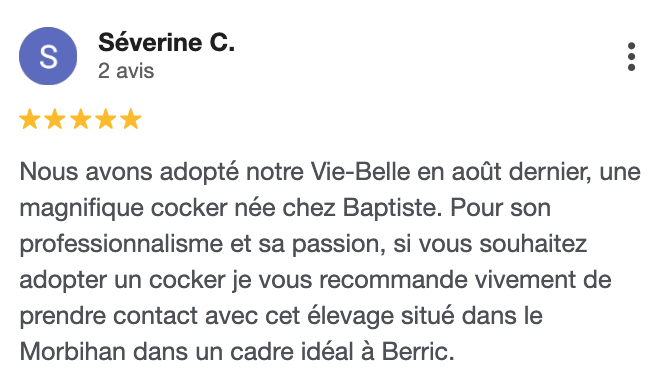 S
Séverine C.
2 avis
Nous avons adopté notre Vie-Belle en août dernier, une
magnifique cocker née chez Baptiste. Pour son
professionnalisme et sa passion, si vous souhaitez
adopter un cocker je vous recommande vivement de
prendre contact avec cet élevage situé dans le
Morbihan dans un cadre idéal à Berric.